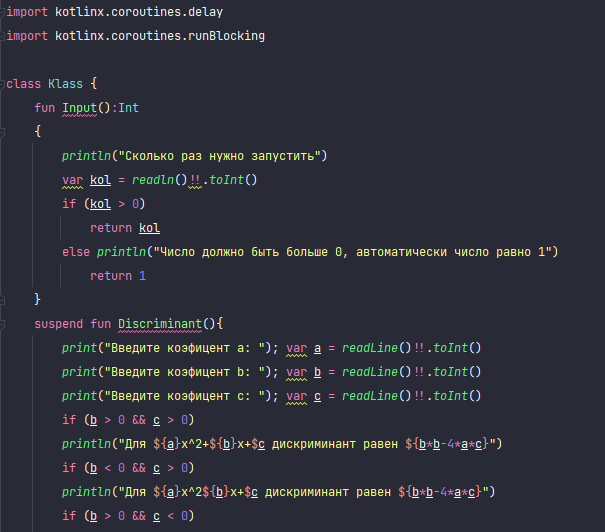 import kotlinx.coroutines.delay
import kotlinx.coroutines.runBlocking
class Klass {
fun Input():Int
{
println("Сколько раз нужно запустить")
var kol = readln()!!.toInt()
if (kol > 0)
return kol
else println("Число должно быть больше 0, автоматически число равно 1")
return 1
}
suspend fun Discriminant(){
print("Введите коэфицент a: "); var a = readLine()!!.toInt()
print("Введите коэфицент b: "); var b = readLine()!!.toInt()
print("Введите коэфицент c: "); var c = readLine()!!.toInt()
if (b > 0 && c > 0)
println("Для ${a}x^2+${b}x+$c дискриминант равен ${b*b-4*a*c}")
if (b < 0 && c > 0)
println("Для ${a}x^2${b}x+$c дискриминант равен ${b*b-4*a*c}")
if (b > 0 && c < 0)